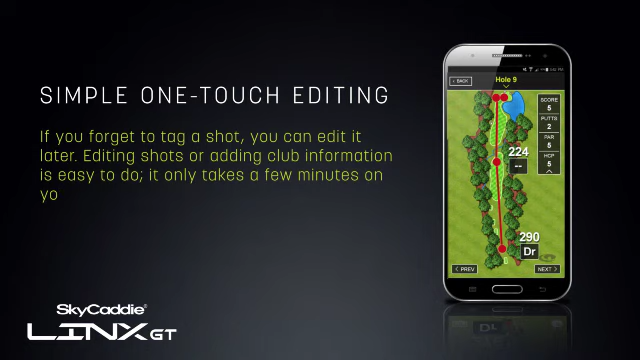 SIMPLE ONE-TOUCH EDITING
If you forget to tag a shot, you can edit it
later. Editing shots or adding club information
is easy to do; it only takes a few minutes on
yo
SkyCaddie®
LINX GT
BACK
Hole 9
SCORE
5
PUTTS
2
PAR
5
HCP
5
224
--
290
Dr
PREV
NEXT